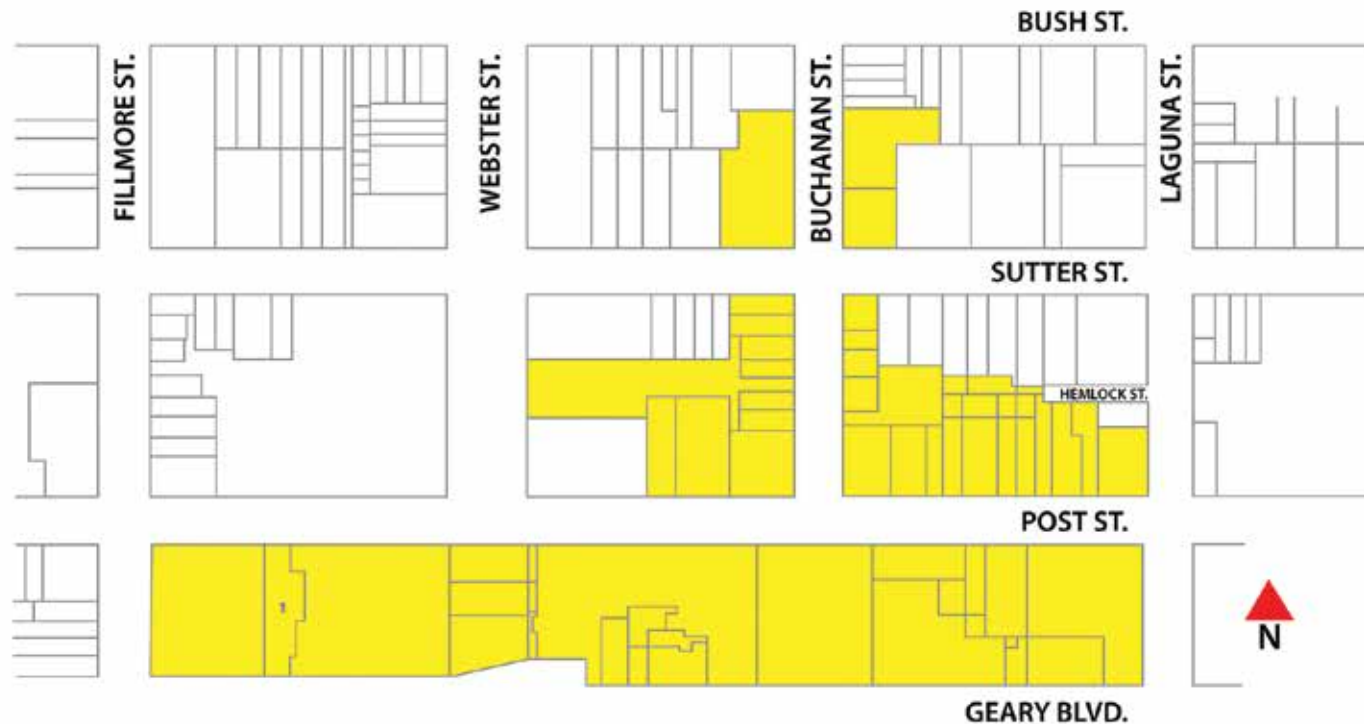 BUSH ST.
FILLMORE ST.
WEBSTER ST.
BUCHANAN ST.
LAGUNA ST.
SUTTER ST.
HEMLOCK ST.
POST ST.
N
GEARY BLVD.